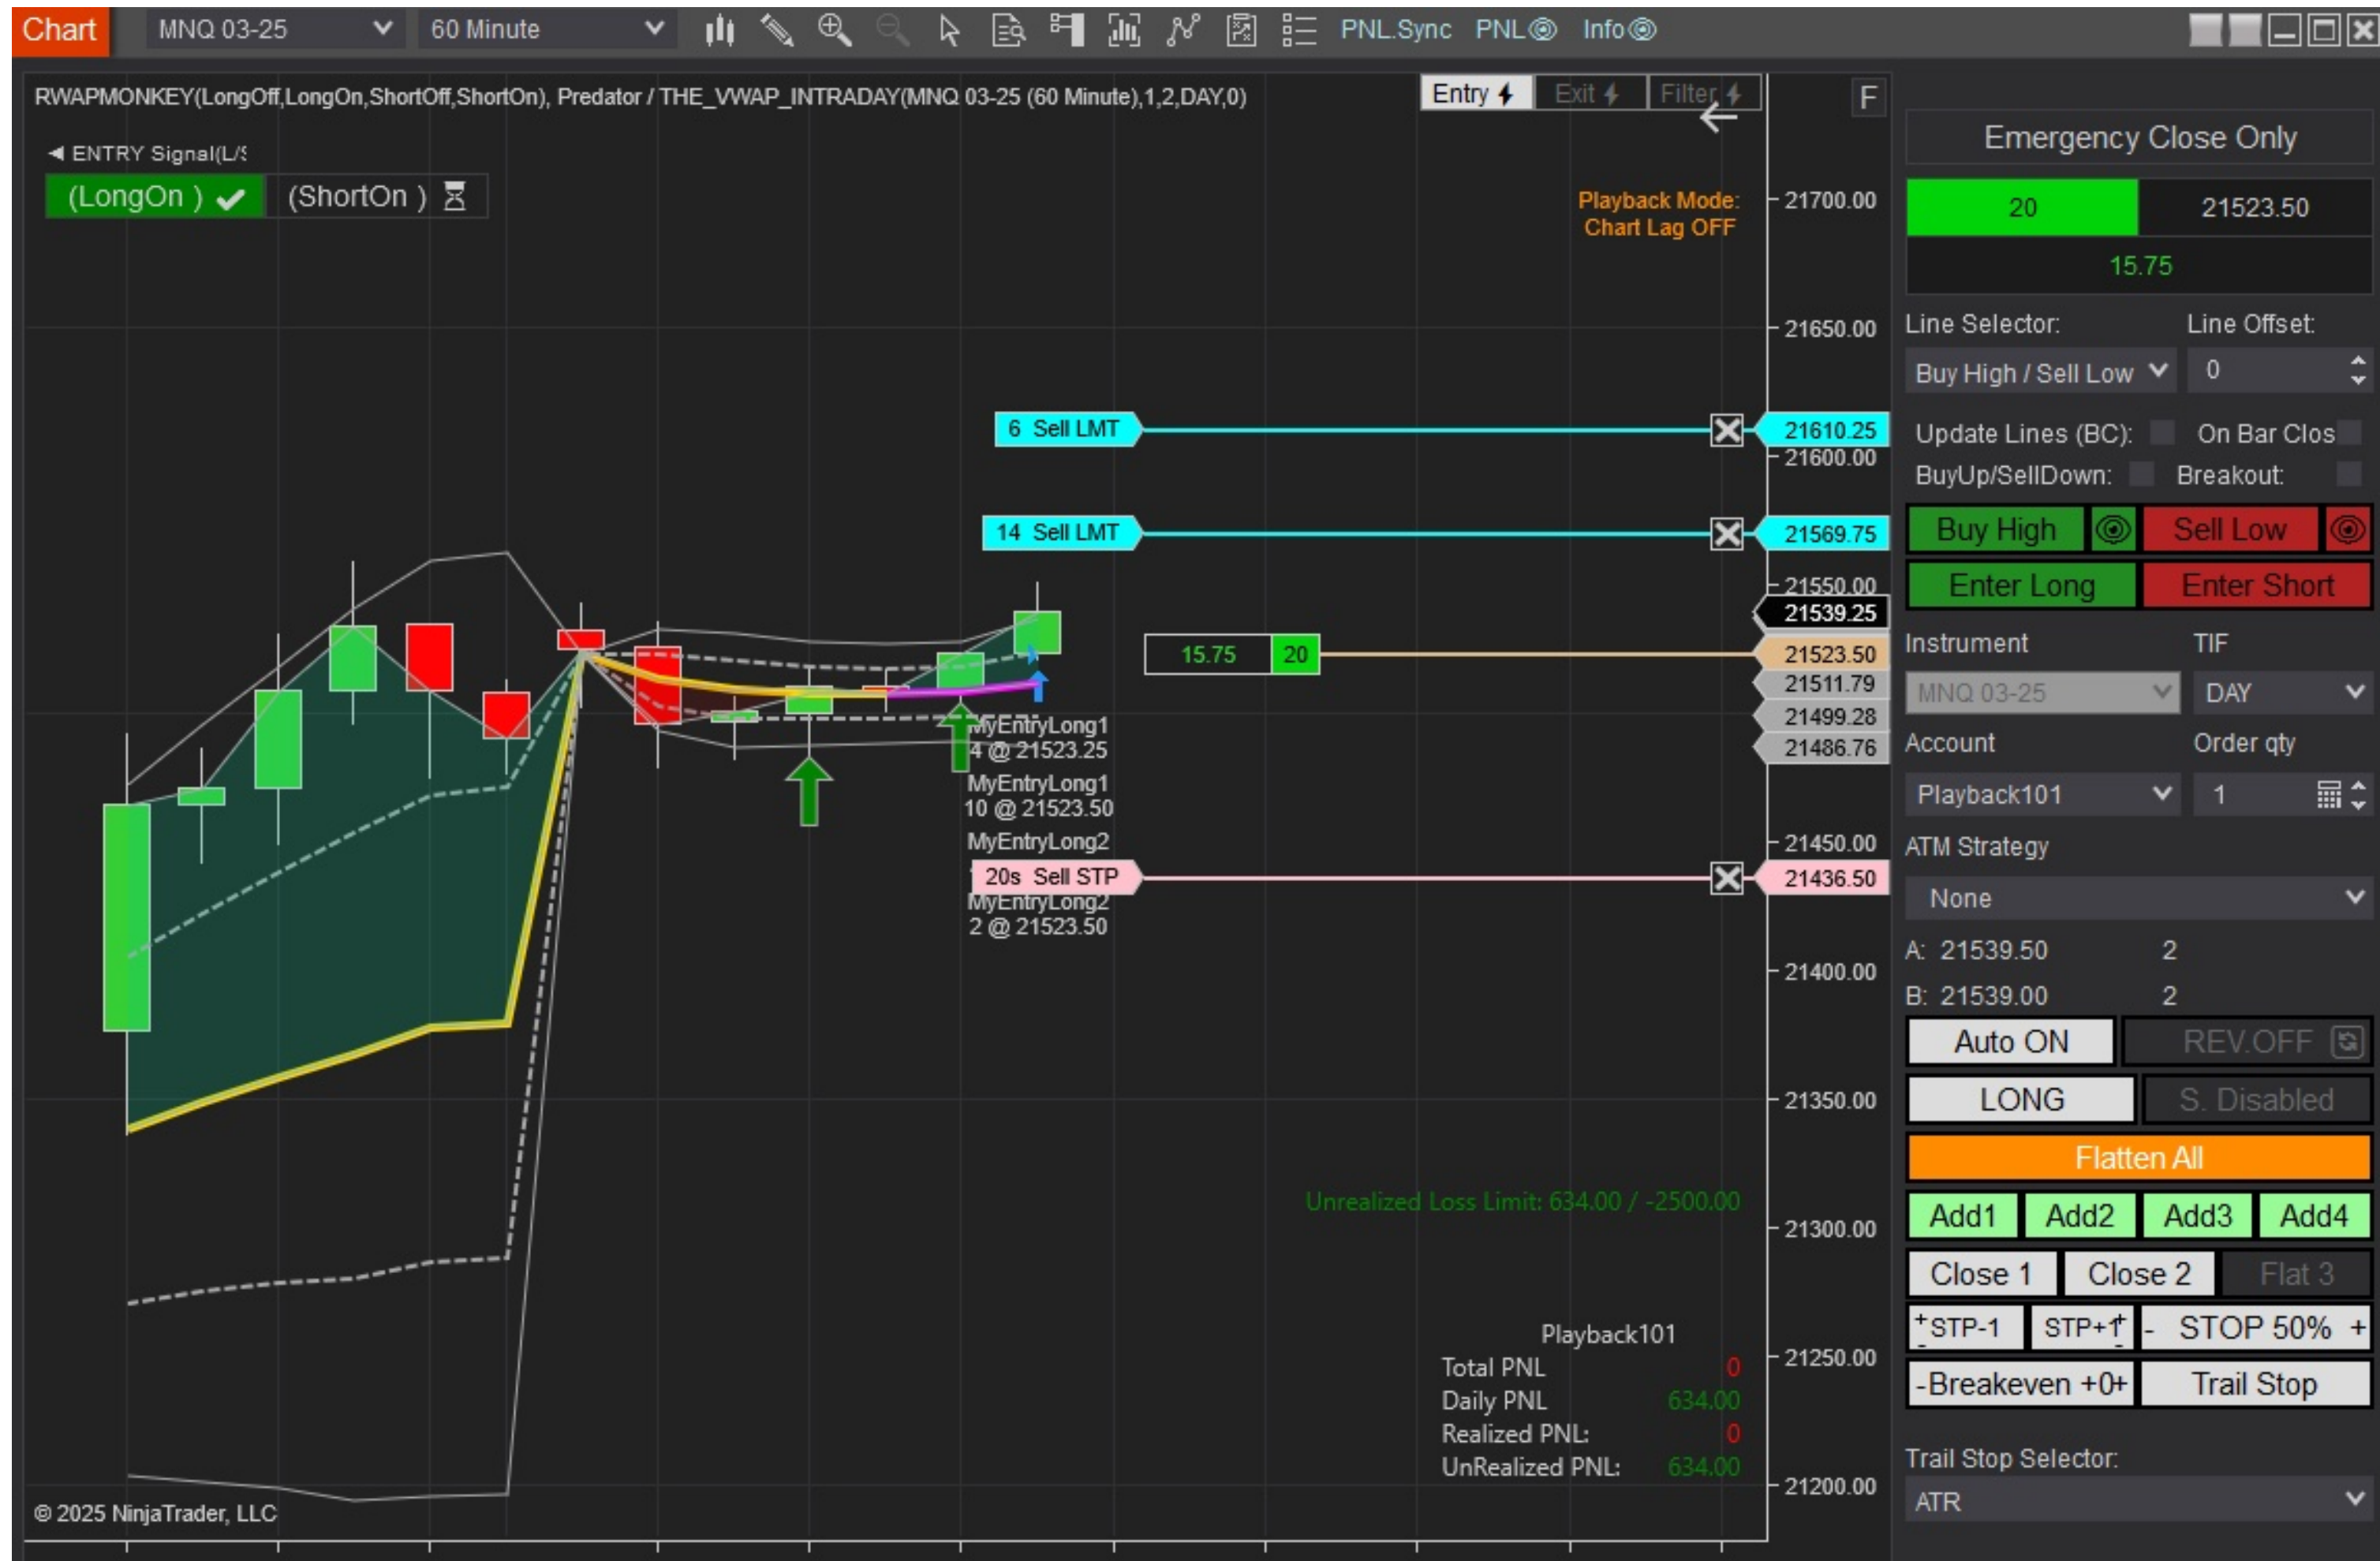 Chart MNQ 03-25 60 Minute PNL.Sync PNL Info
RWAPMONKEY(LongOff,LongOn,ShortOff,ShortOn), Predator / THE_VWAP_INTRADAY(MNQ 03-25 (60 Minute),1,2,DAY,0)
Entry Exit Filter
F
ENTRY Signal(L/S
(LongOn ) (ShortOn )
Playback Mode:
Chart Lag OFF
21700.00
21650.00
6 Sell LMT 21610.25
21600.00
14 Sell LMT 21569.75
21550.00
21539.25
15.75 20 21523.50
21511.79
21499.28
21486.76
MyEntryLong1
4 @ 21523.25
MyEntryLong1
10 @ 21523.50
MyEntryLong2
21450.00
20s Sell STP 21436.50
MyEntryLong2
2 @ 21523.50
21400.00
21350.00
21300.00
21250.00
21200.00
Unrealized Loss Limit: 634.00 / -2500.00
Playback101
Total PNL 0
Daily PNL 634.00
Realized PNL: 0
UnRealized PNL: 634.00
© 2025 NinjaTrader, LLC
Emergency Close Only
20 21523.50
15.75
Line Selector: Line Offset:
Buy High / Sell Low 0
Update Lines (BC): On Bar Clos
BuyUp/SellDown: Breakout:
Buy High Sell Low
Enter Long Enter Short
Instrument TIF
MNQ 03-25 DAY
Account Order qty
Playback101 1
ATM Strategy
None
A: 21539.50 2
B: 21539.00 2
Auto ON REV.OFF
LONG S. Disabled
Flatten All
Add1 Add2 Add3 Add4
Close 1 Close 2 Flat 3
+ STP-1 - STP+1 + - - STOP 50% +
-Breakeven +0+ Trail Stop
Trail Stop Selector:
ATR